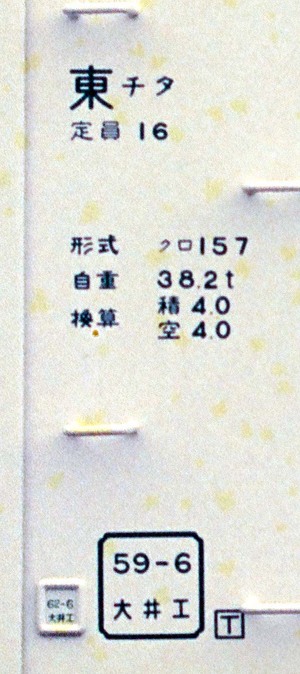 東チタ
定員 16
形式 クロ157
自重 38.2t
換算 積 4.0
空 4.0
59-6
大井工
62-6
大井工
T